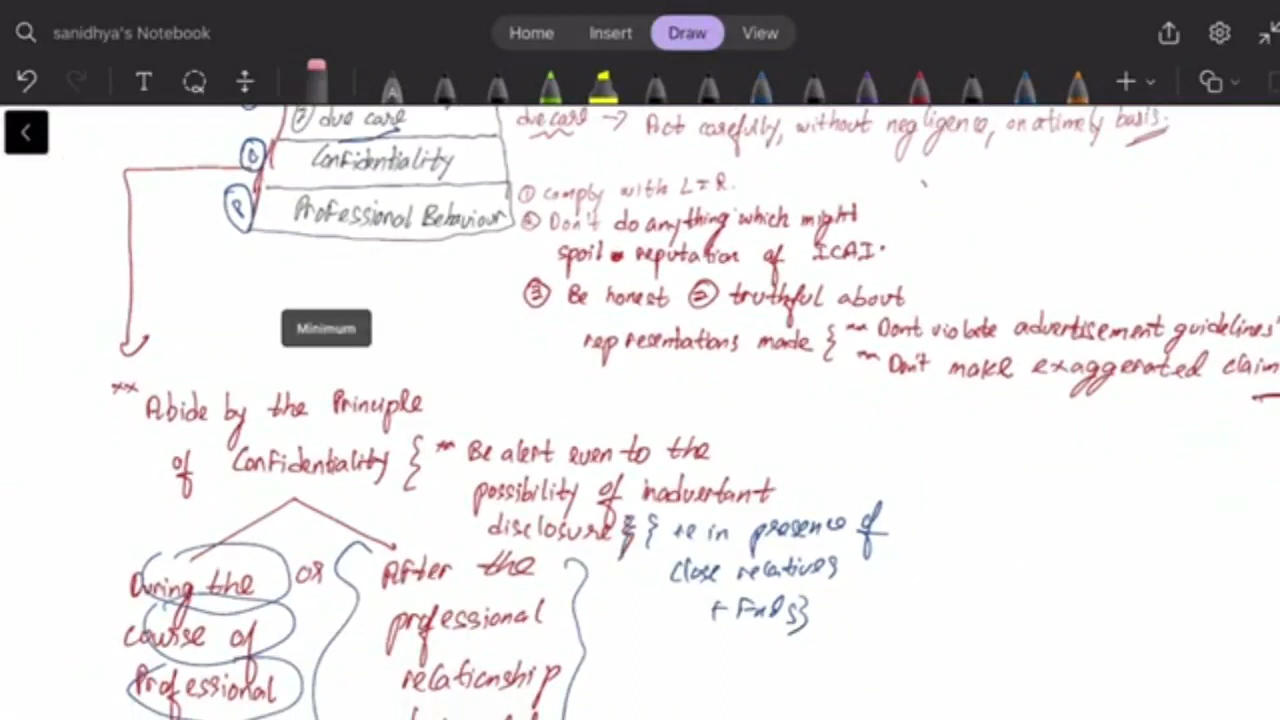 sanidhya's Notebook
Home Insert Draw View
② due care
due care → Act carefully, without negligence, on a timely basis.
Confidentiality
Professional Behaviour
① comply with L + R.
② Don't do anything which might
spoil reputation of ICAI.
③ Be honest truthful about
representations made { ** Dont violate advertisement guidelines
** Don't make exaggerated claim
Minimum
** Abide by the Principle
of Confidentiality { ** Be alert even to the
possibility of inadvertant
disclosure } { in presence of
close relatives
+ Fnds}
During the
course of
Professional
or
After the
professional
relationship